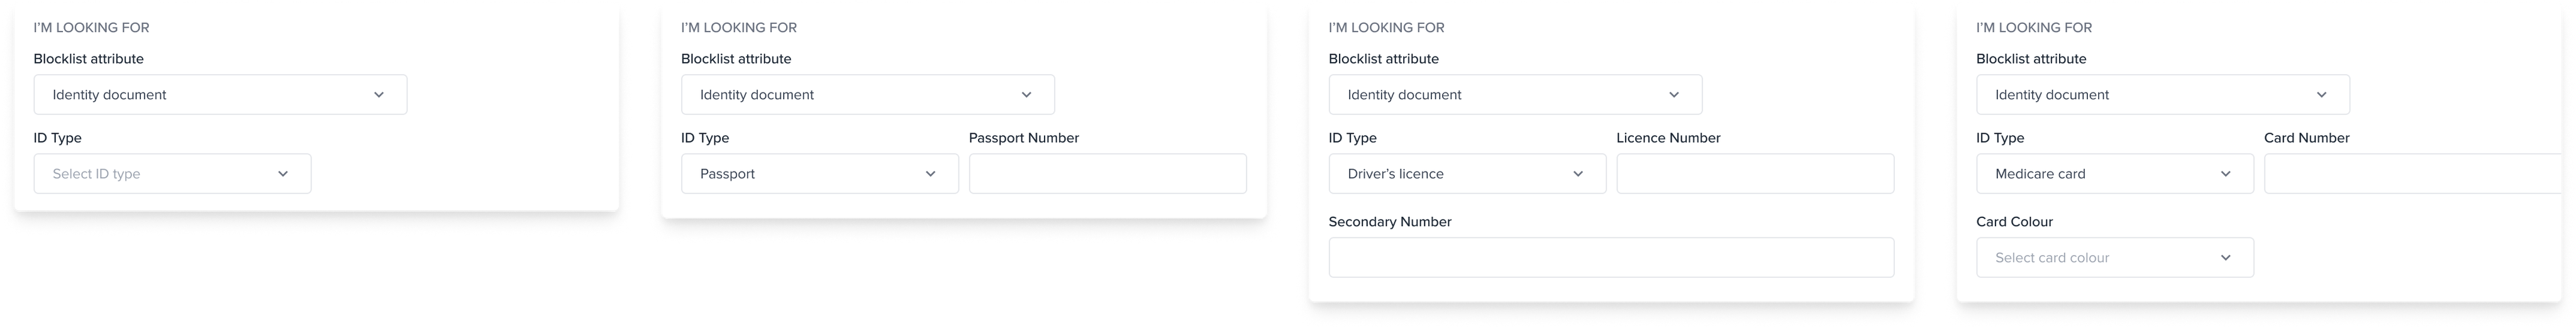 I'M LOOKING FOR
Blocklist attribute
Identity document
ID Type
Select ID type
I'M LOOKING FOR
Blocklist attribute
Identity document
ID Type
Passport Number
Passport
I'M LOOKING FOR
Blocklist attribute
Identity document
ID Type
Licence Number
Driver's licence
Secondary Number
I'M LOOKING FOR
Blocklist attribute
Identity document
ID Type
Card Number
Medicare card
Card Colour
Select card colour